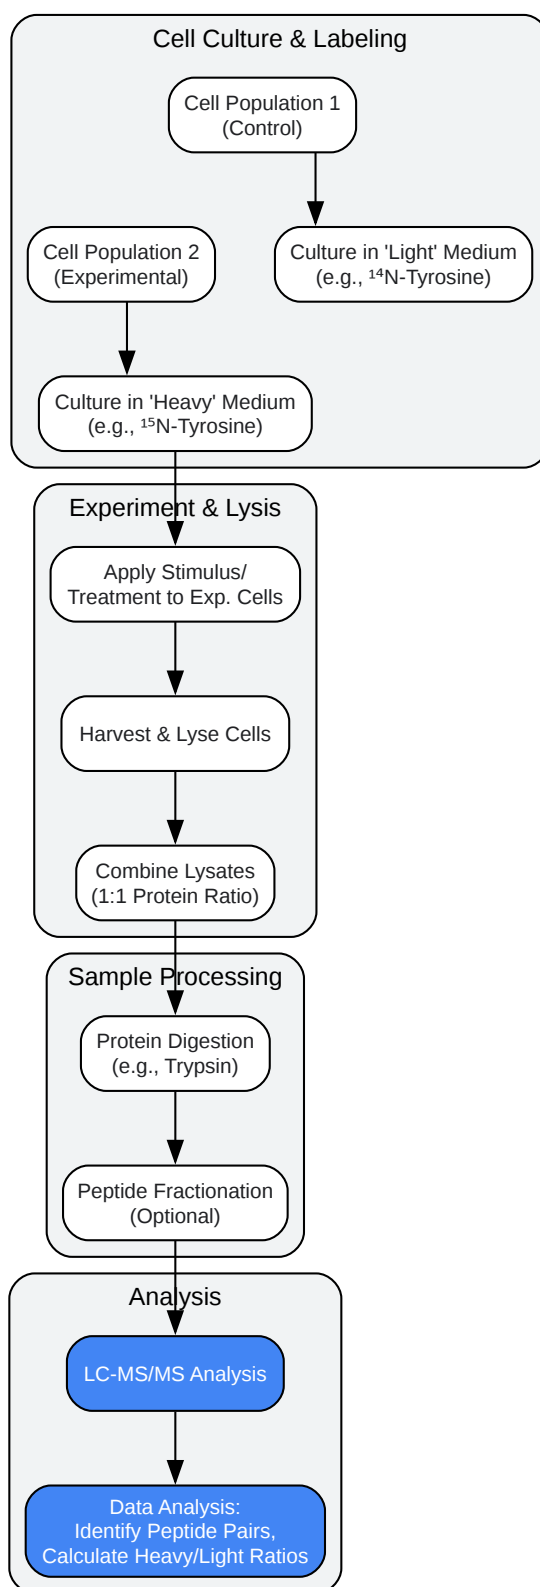 Cell Culture & Labeling
Cell Population 1
(Control)
Cell Population 2
(Experimental)
Culture in 'Light' Medium
(e.g., ¹⁴N-Tyrosine)
Culture in 'Heavy' Medium
(e.g., ¹⁵N-Tyrosine)
Experiment & Lysis
Apply Stimulus/
Treatment to Exp. Cells
Harvest & Lyse Cells
Combine Lysates
(1:1 Protein Ratio)
Sample Processing
Protein Digestion
(e.g., Trypsin)
Peptide Fractionation
(Optional)
Analysis
LC-MS/MS Analysis
Data Analysis:
Identify Peptide Pairs,
Calculate Heavy/Light Ratios